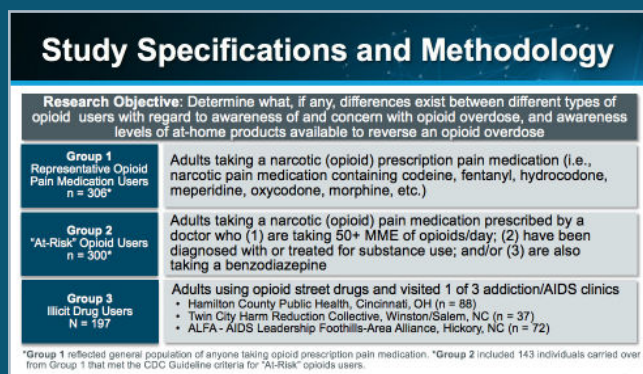 Study Specifications and Methodology
Research Objective: Determine what, if any, differences exist between different types of
opioid users with regard to awareness of and concern with opioid overdose, and awareness
levels of at-home products available to reverse an opioid overdose
Group 1
Representative Opioid
Pain Medication Users
n = 306*
Adults taking a narcotic (opioid) prescription pain medication (i.e.,
narcotic pain medication containing codeine, fentanyl, hydrocodone,
meperidine, oxycodone, morphine, etc.)
Group 2
"At-Risk" Opioid Users
n = 300*
Adults taking a narcotic (opioid) pain medication prescribed by a
doctor who (1) are taking 50+ MME of opioids/day; (2) have been
diagnosed with or treated for substance use; and/or (3) are also
taking a benzodiazepine
Group 3
Illicit Drug Users
N = 197
Adults using opioid street drugs and visited 1 of 3 addiction/AIDS clinics
• Hamilton County Public Health, Cincinnati, OH (n = 88)
• Twin City Harm Reduction Collective, Winston/Salem, NC (n = 37)
• ALFA - AIDS Leadership Foothills-Area Alliance, Hickory, NC (n = 72)
*Group 1 reflected general population of anyone taking opioid prescription pain medication. *Group 2 included 143 individuals carried over
from Group 1 that met the CDC Guideline criteria for "At-Risk" opioids users.